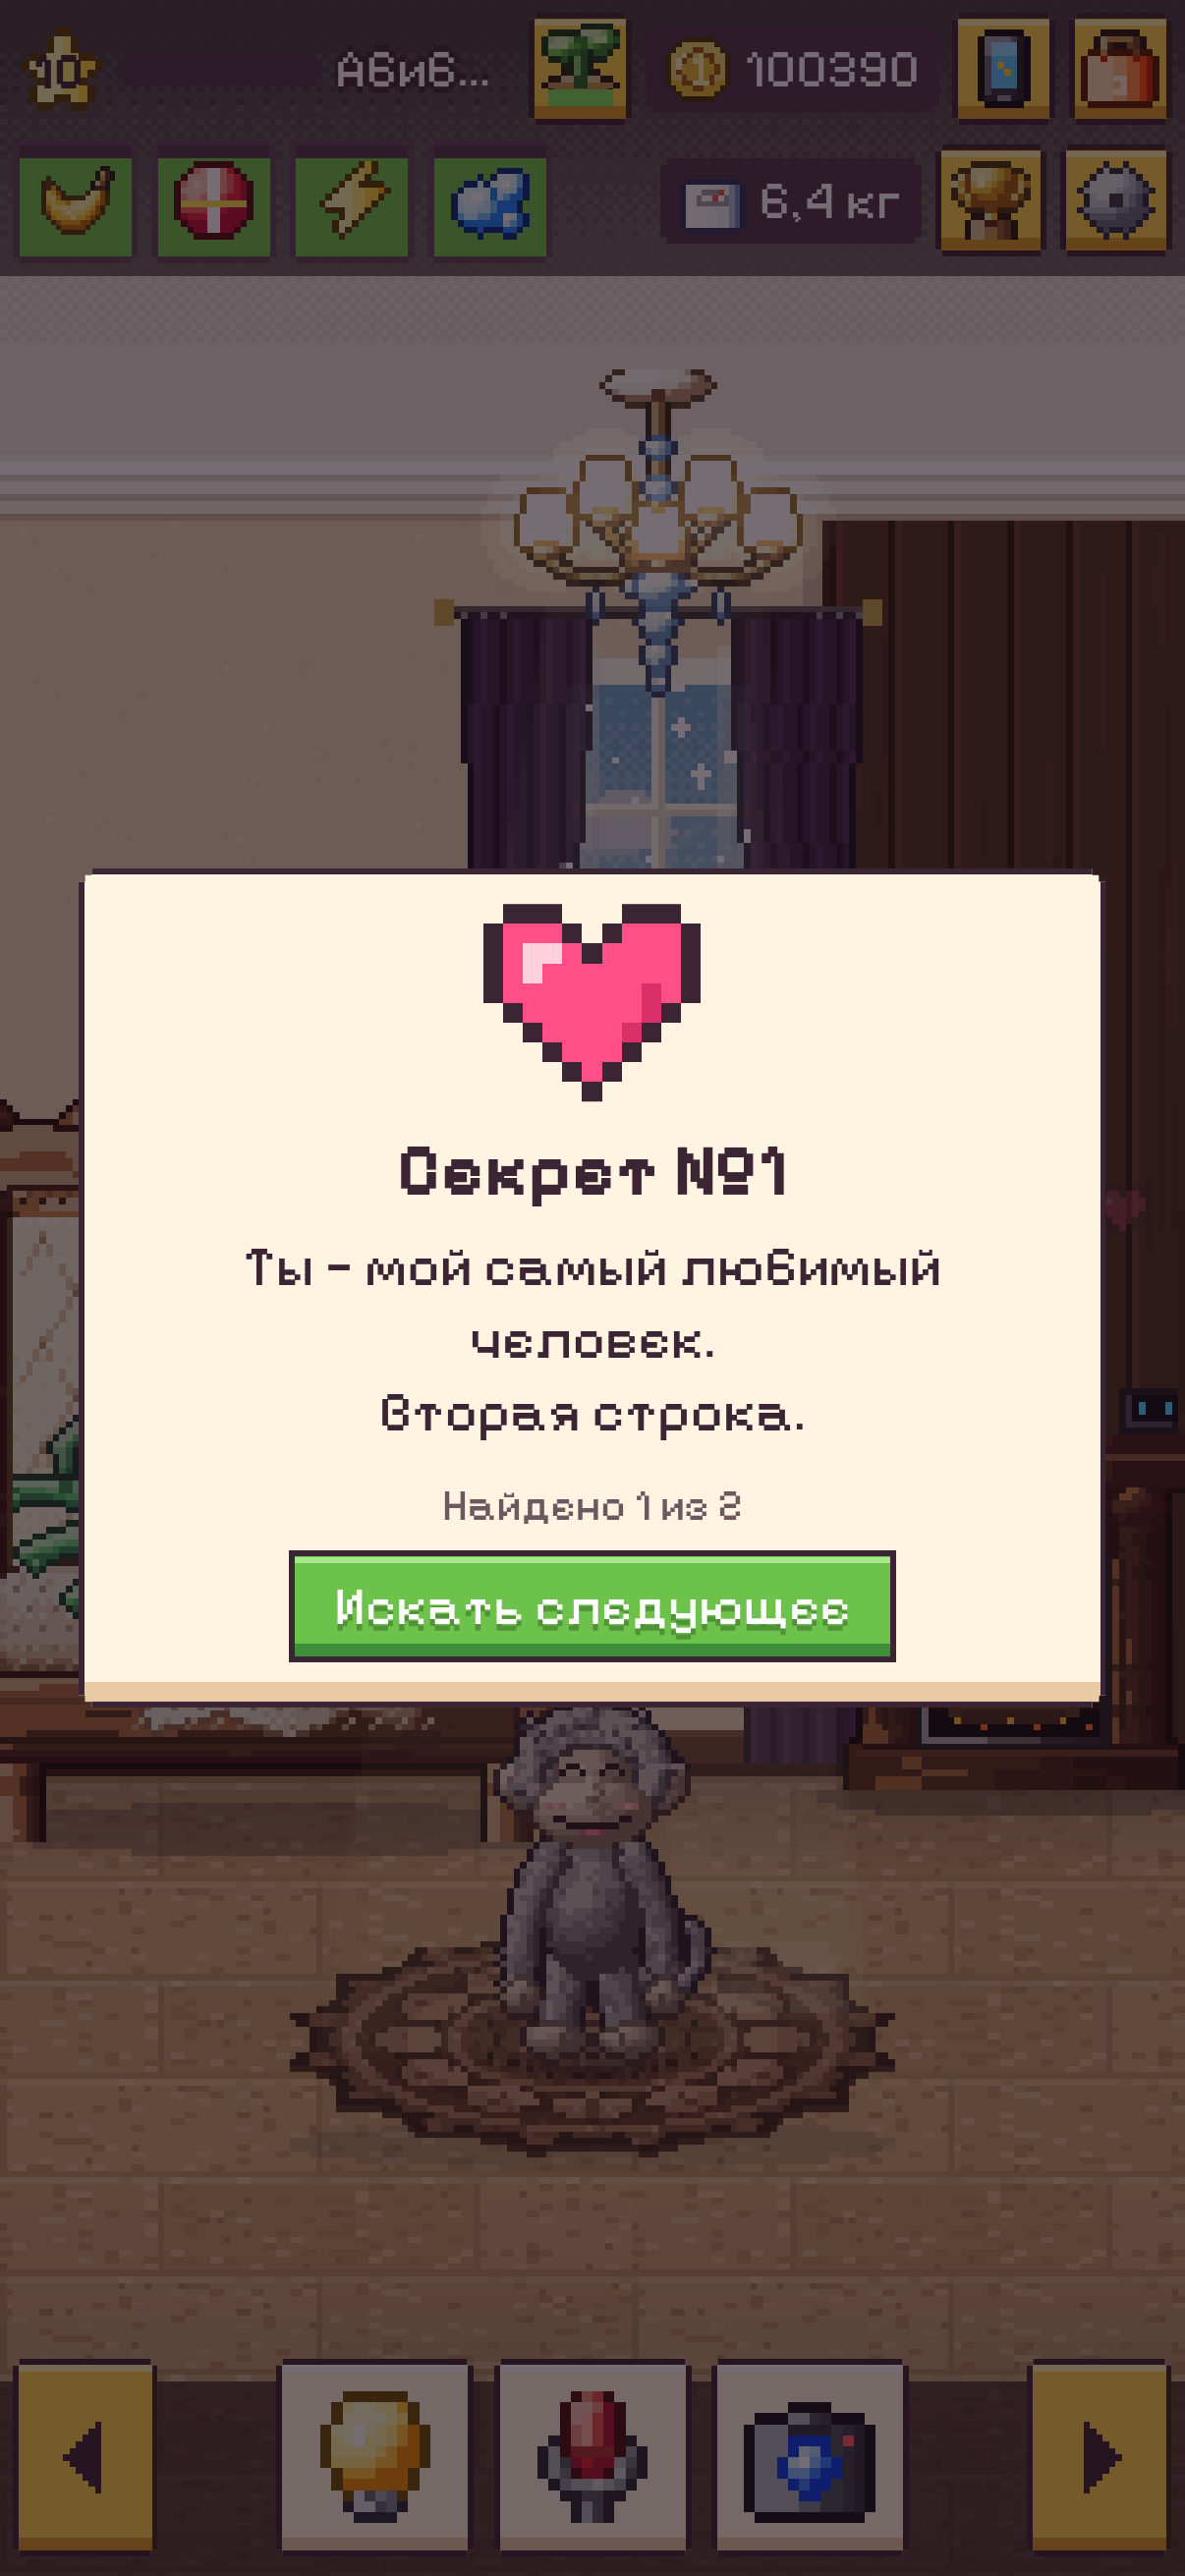 10 Абиб... 100390
6,4 кг
Секрет №1
Ты - мой самый любимый
человек.
Вторая строка.
Найдено 1 из 2
Искать следующее